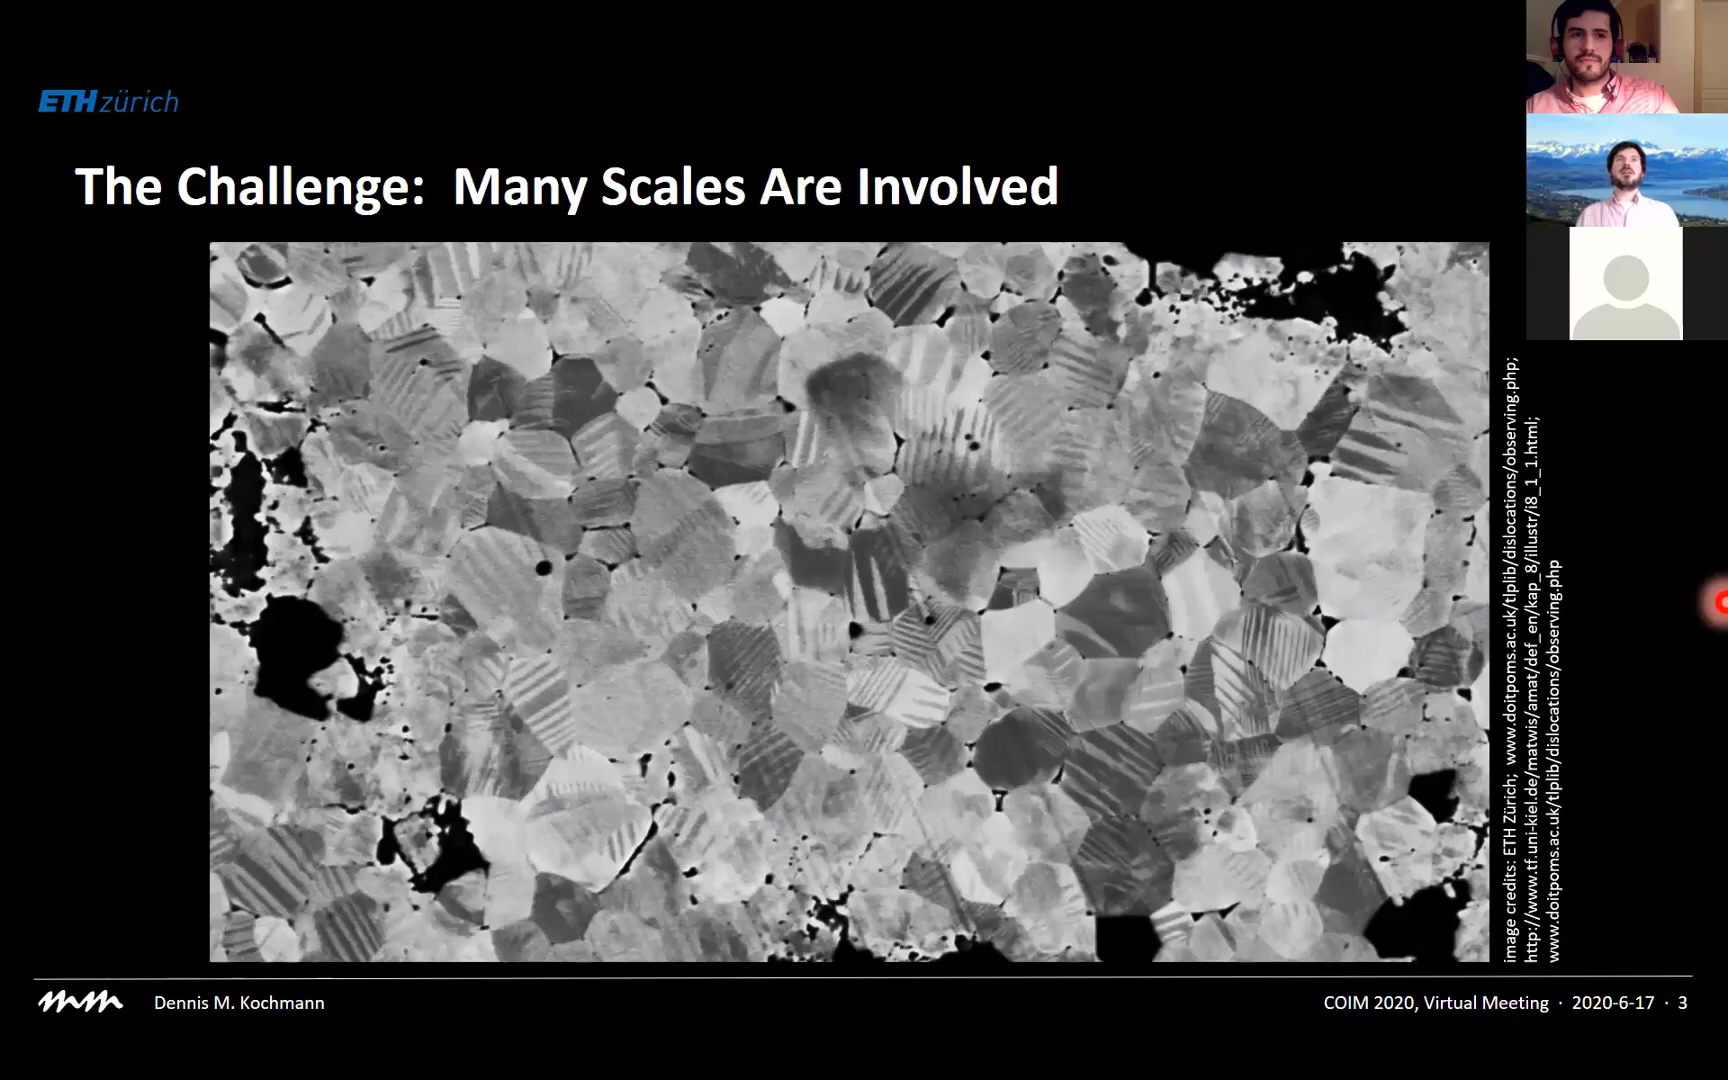 ETH zürich
The Challenge:  Many Scales Are Involved
image credits: ETH Zürich; www.doitpoms.ac.uk/tlplib/dislocations/observing.php;
http://www.tf.uni-kiel.de/matwis/amat/def_en/kap_8/illustr/i8_1_1.html;
www.doitpoms.ac.uk/tlplib/dislocations/observing.php
Dennis M. Kochmann
COIM 2020, Virtual Meeting · 2020-6-17 · 3